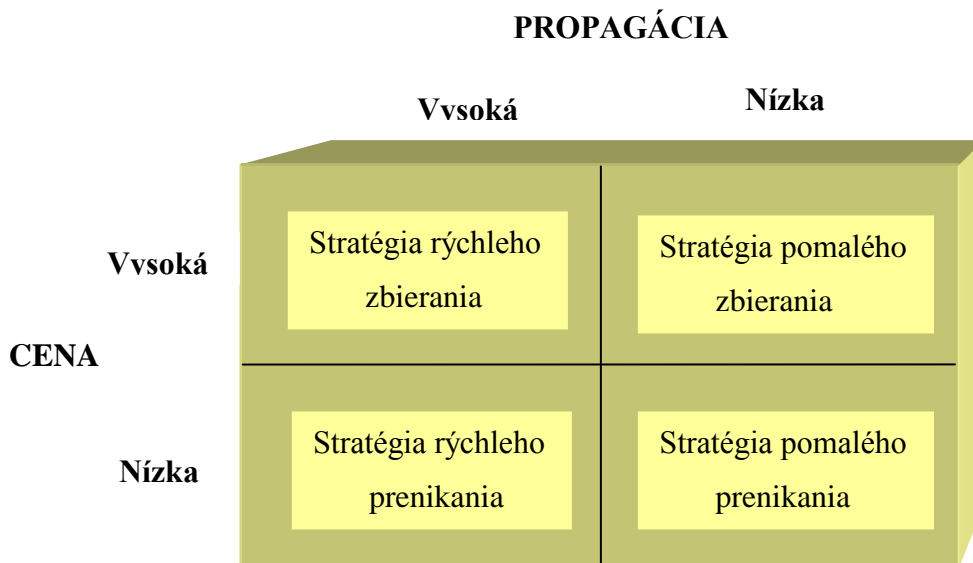 PROPAGÁCIA
Vvsoká
Nízka
Vvsoká
Stratégia rýchleho
zbierania
Stratégia pomalého
zbierania
CENA
Nízka
Stratégia rýchleho
prenikania
Stratégia pomalého
prenikania